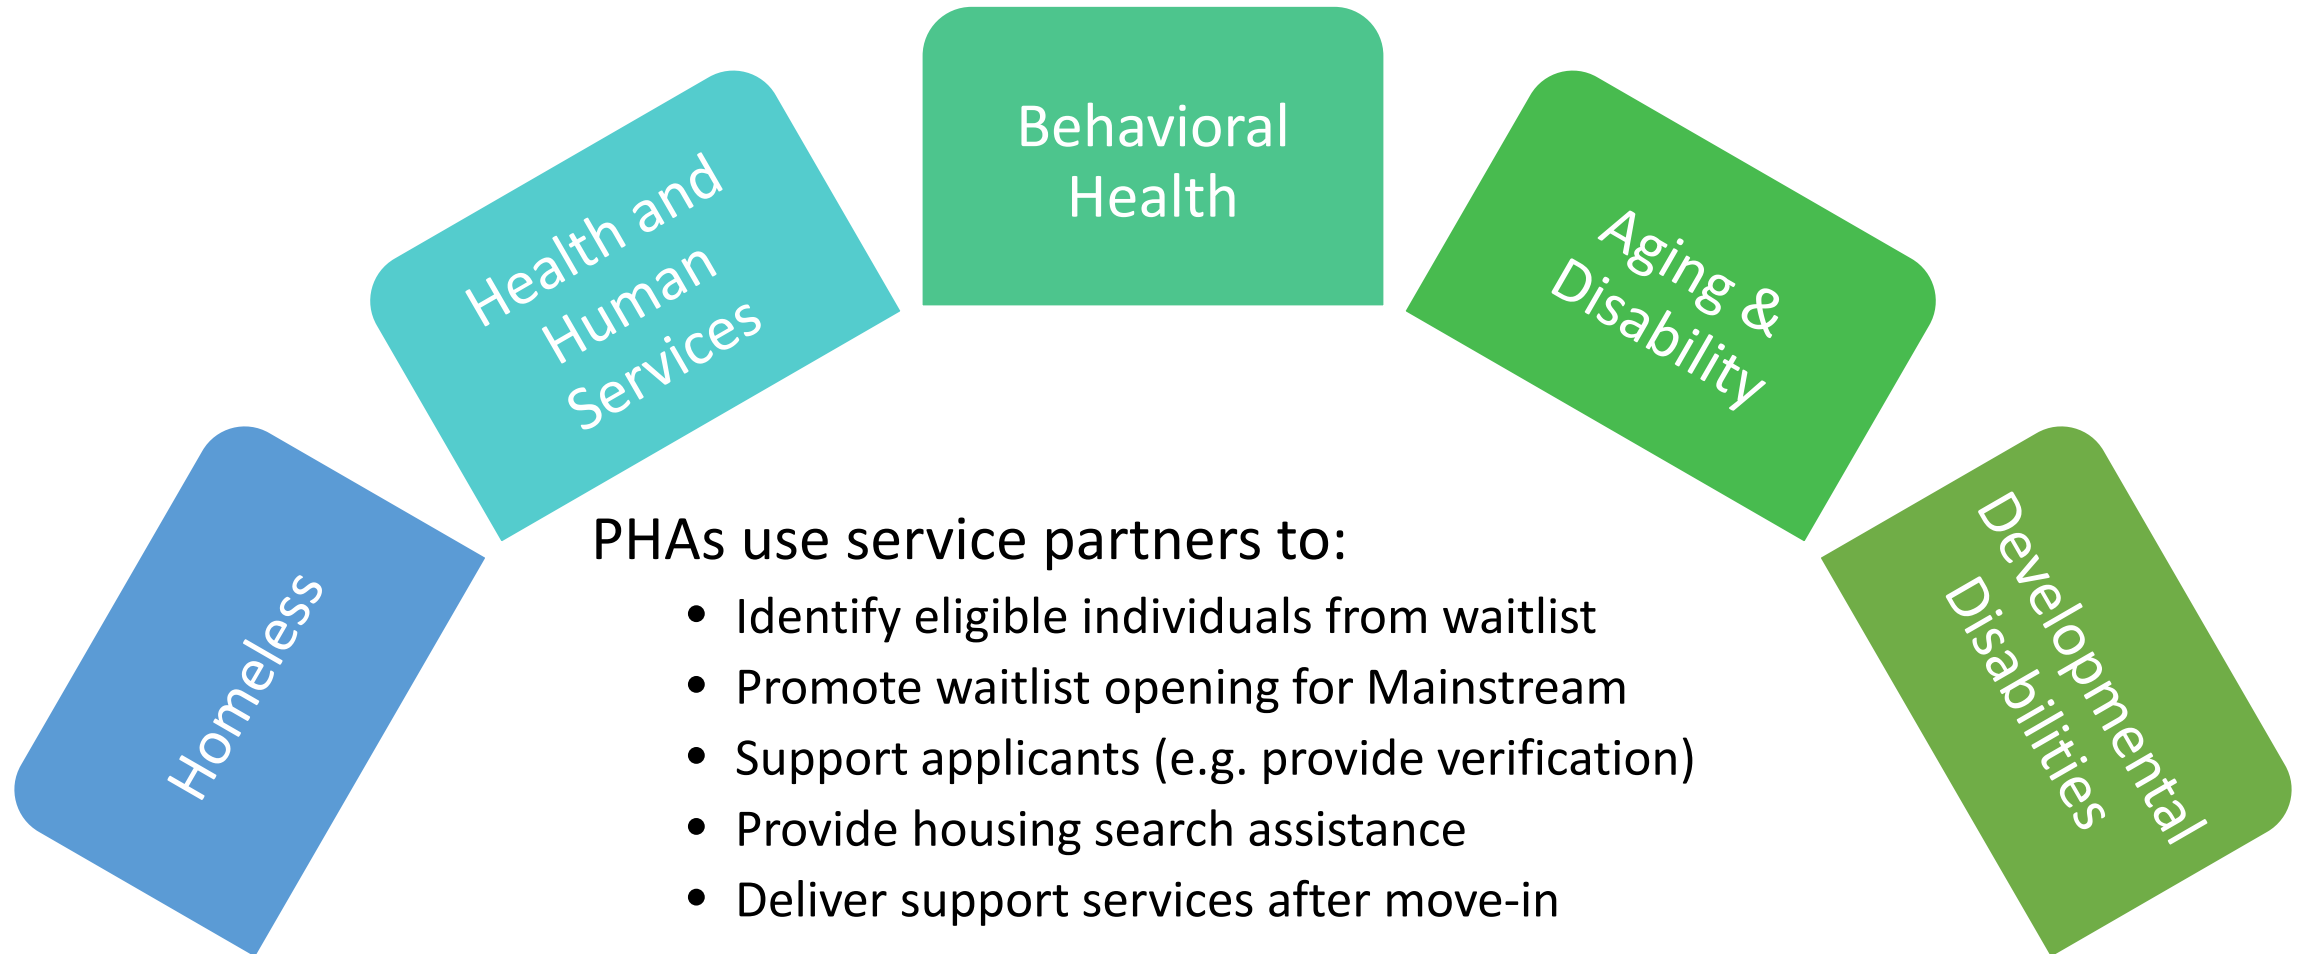 Homeless
Health and
Human
Services
Behavioral
Health
Aging &
Disability
Developmental
Disabilities
PHAs use service partners to:
• Identify eligible individuals from waitlist
• Promote waitlist opening for Mainstream
• Support applicants (e.g. provide verification)
• Provide housing search assistance
• Deliver support services after move-in